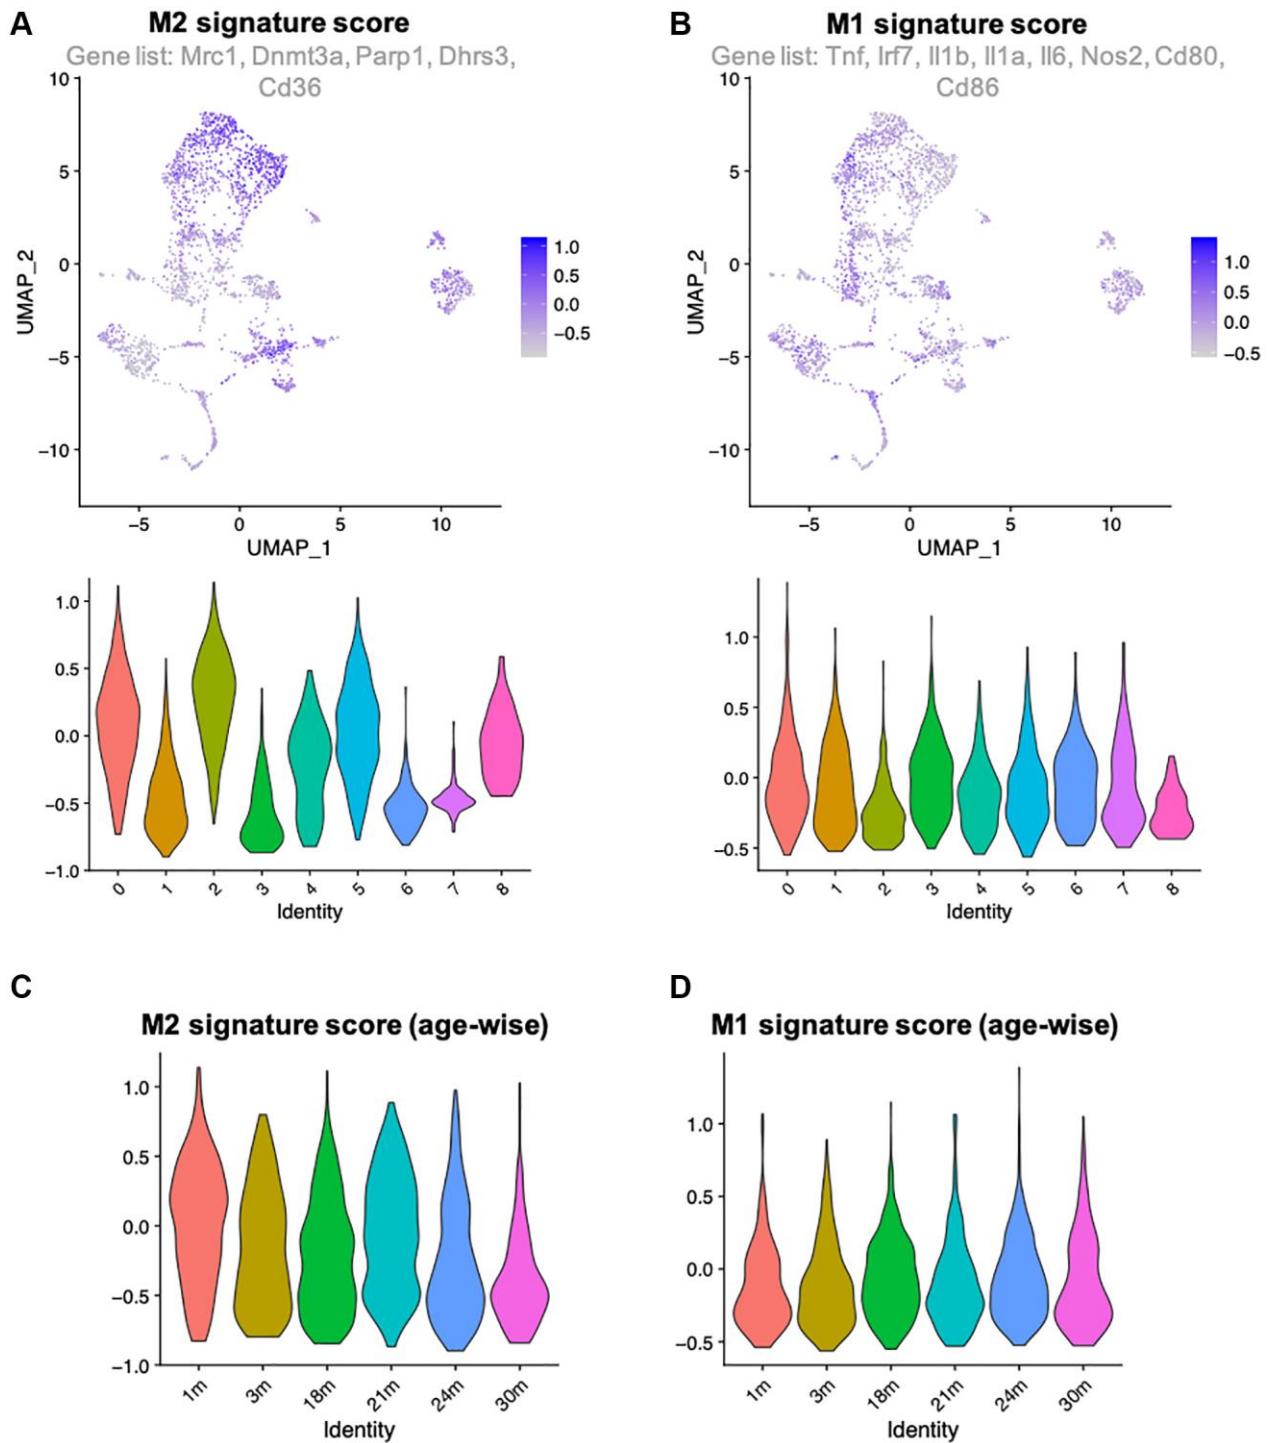 A
M2 signature score
Gene list: Mrc1, Dnmt3a, Parp1, Dhrs3,
Cd36
10
5
0
−5
−10
UMAP_2
−5
0
5
10
UMAP_1
1.0
0.5
0.0
−0.5
1.0
0.5
0.0
−0.5
−1.0
0
1
2
3
4
5
6
7
8
Identity
B
M1 signature score
Gene list: Tnf, Irf7, Il1b, Il1a, Il6, Nos2, Cd80,
Cd86
10
5
0
−5
−10
UMAP_2
−5
0
5
10
UMAP_1
1.0
0.5
0.0
−0.5
1.0
0.5
0.0
−0.5
0
1
2
3
4
5
6
7
8
Identity
C
M2 signature score (age-wise)
1.0
0.5
0.0
−0.5
−1.0
1m
3m
18m
21m
24m
30m
Identity
D
M1 signature score (age-wise)
1.0
0.5
0.0
−0.5
1m
3m
18m
21m
24m
30m
Identity